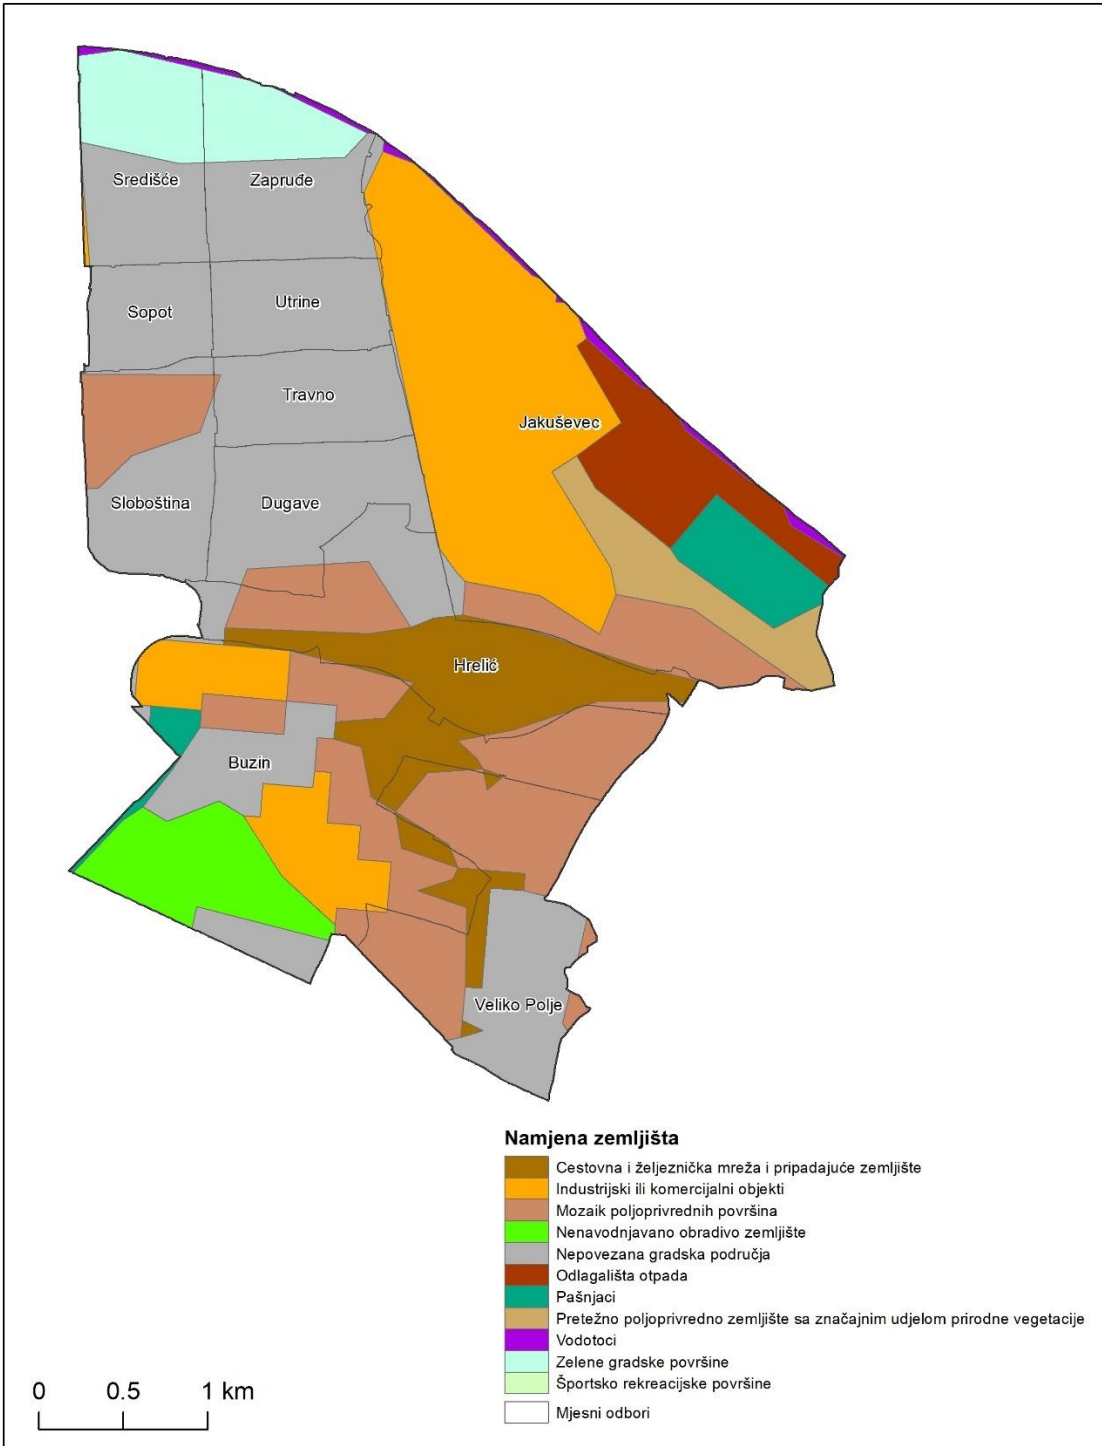 Središće
Zapruđe
Sopot
Utrine
Travno
Jakuševec
Sloboština
Dugave
Hrelić
Buzin
Veliko Polje
Namjena zemljišta
Cestovna i željeznička mreža i pripadajuće zemljište
Industrijski ili komercijalni objekti
Mozaik poljoprivrednih površina
Nenavodnjavano obradivo zemljište
Nepovezana gradska područja
Odlagališta otpada
Pašnjaci
Pretežno poljoprivredno zemljište sa značajnim udjelom prirodne vegetacije
Vodotoci
Zelene gradske površine
Športsko rekreacijske površine
Mjesni odbori
0 0.5 1 km